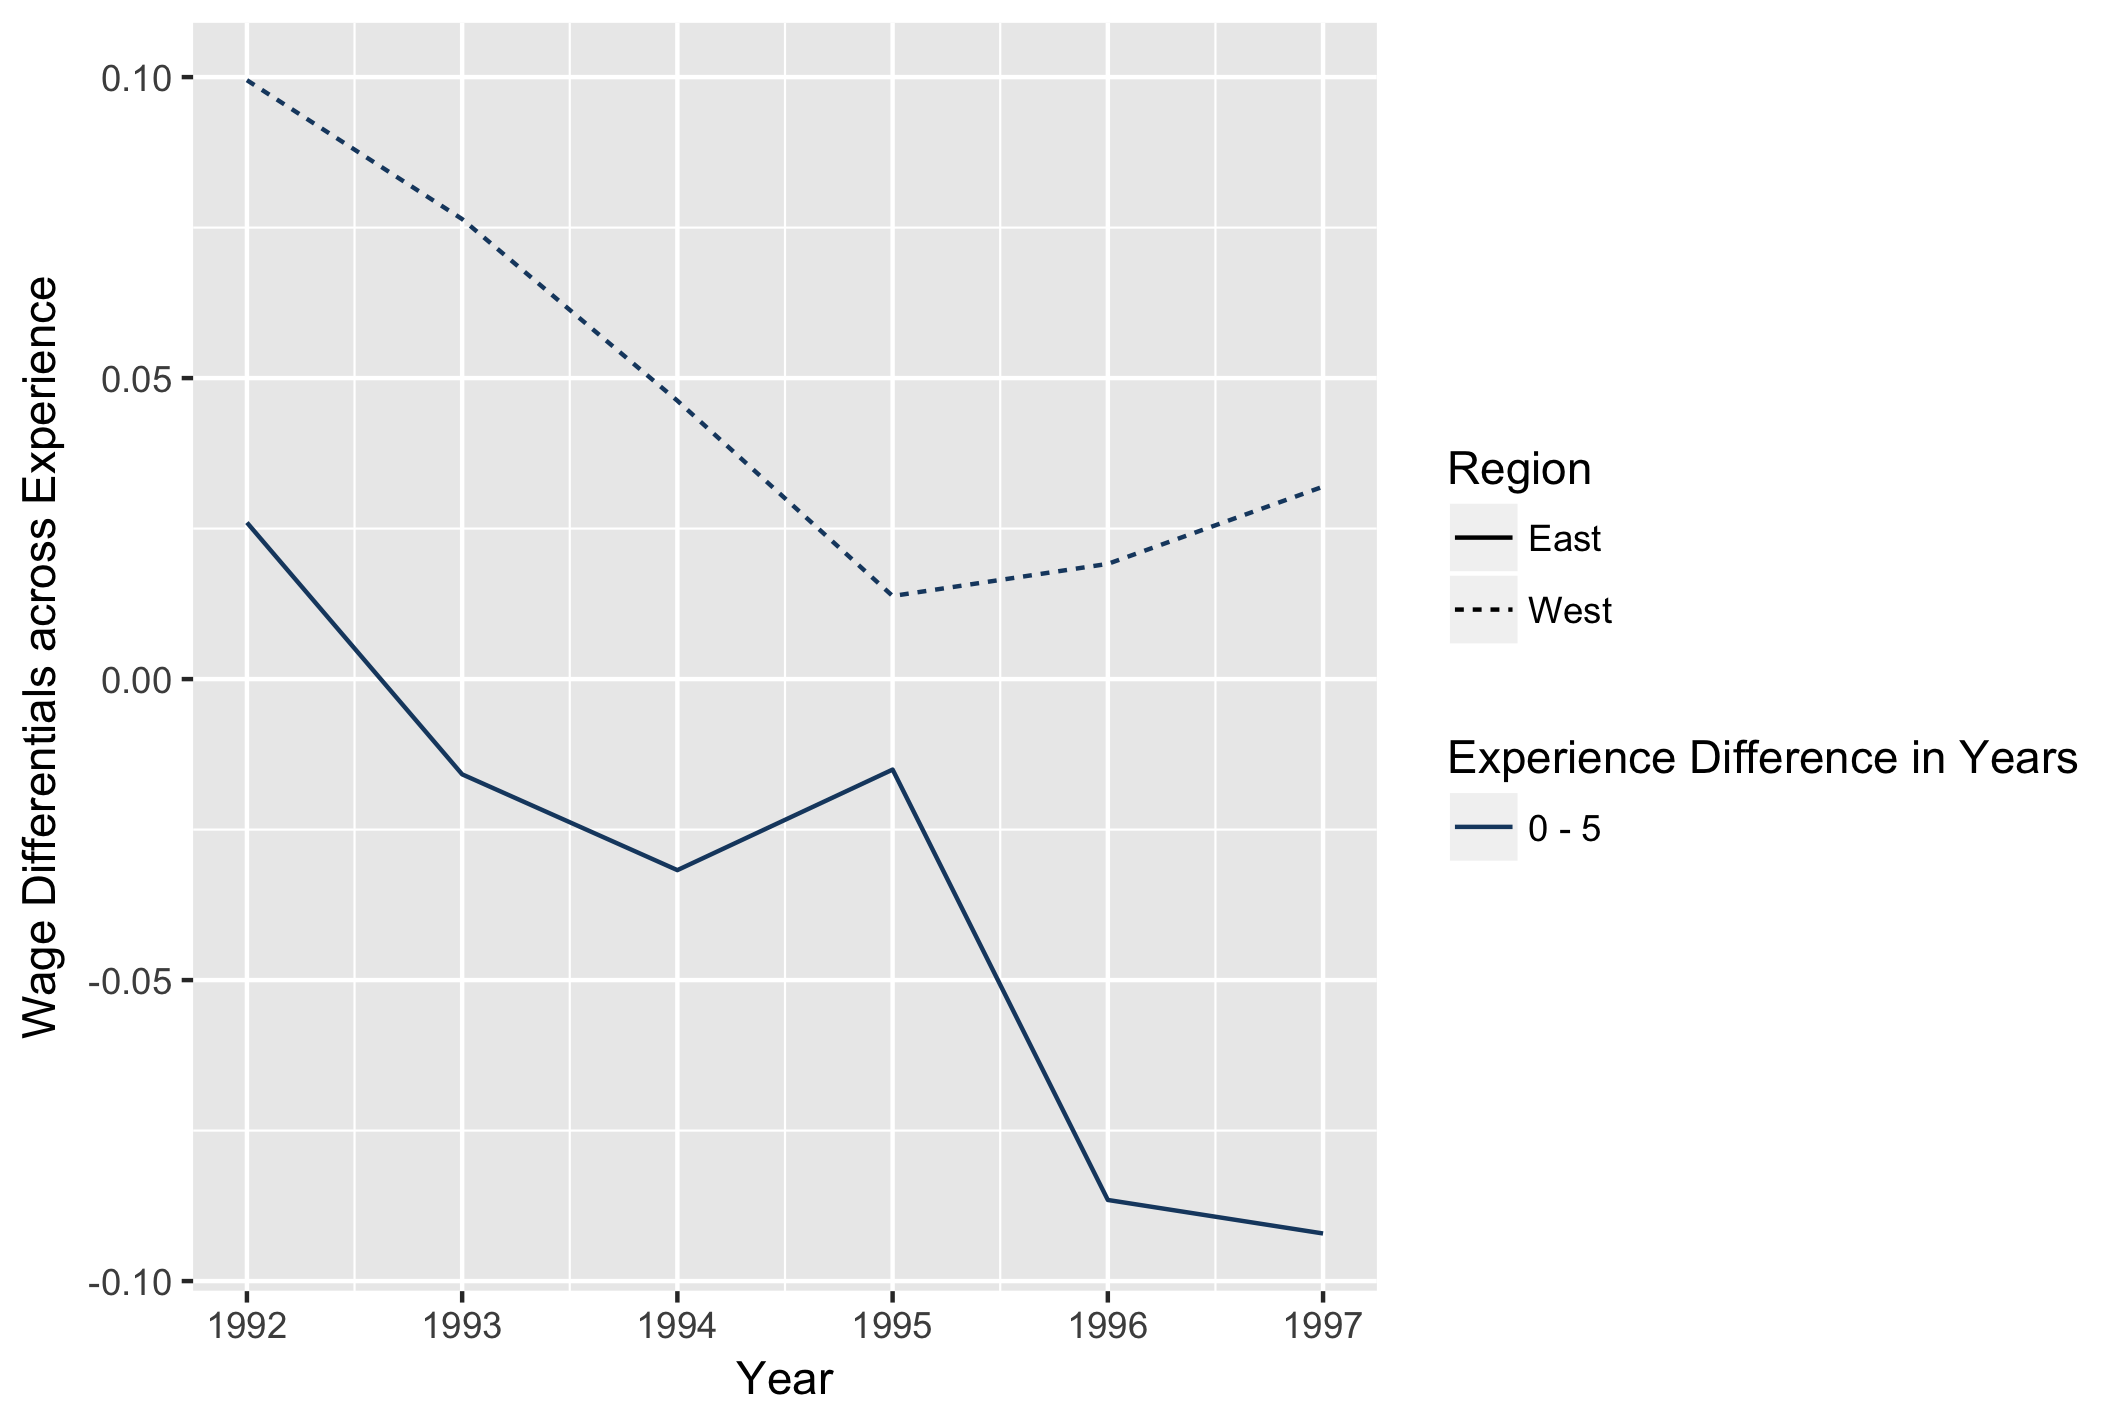 Wage Differentials across Experience
0.10
0.05
0.00
-0.05
-0.10
1992 1993 1994 1995 1996 1997
Year
Region
East
West
Experience Difference in Years
0 - 5